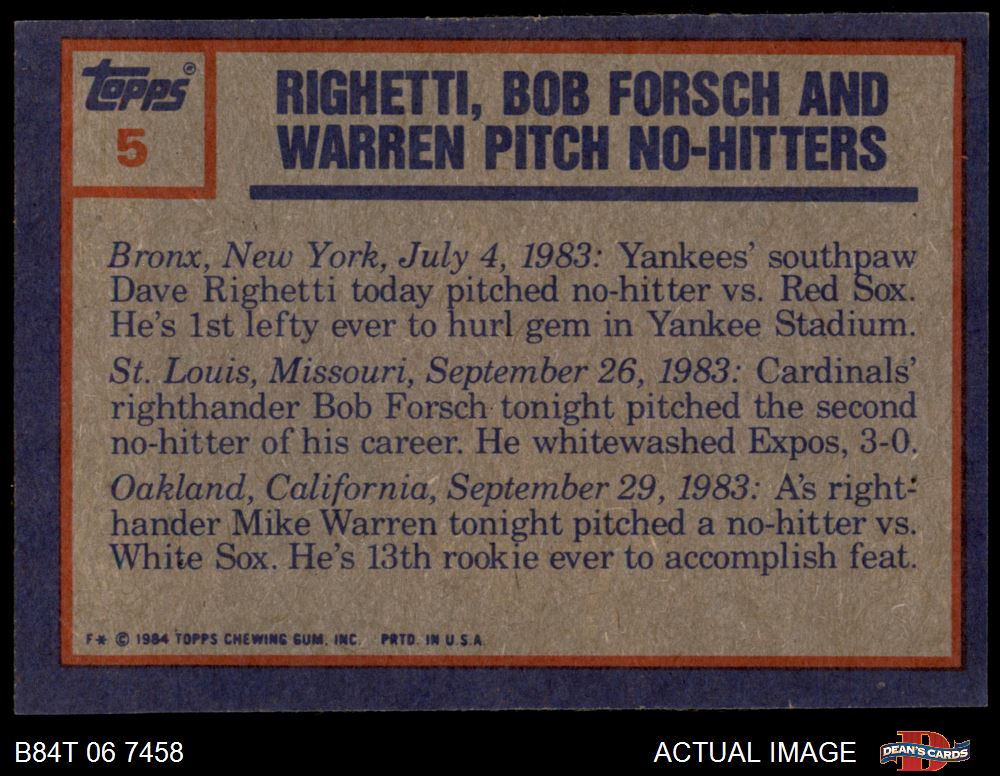 topps®
5
RIGHETTI, BOB FORSCH AND
WARREN PITCH NO-HITTERS
Bronx, New York, July 4, 1983: Yankees' southpaw
Dave Righetti today pitched no-hitter vs. Red Sox.
He's 1st lefty ever to hurl gem in Yankee Stadium.
St. Louis, Missouri, September 26, 1983: Cardinals'
righthander Bob Forsch tonight pitched the second
no-hitter of his career. He whitewashed Expos, 3-0.
Oakland, California, September 29, 1983: A's right-
hander Mike Warren tonight pitched a no-hitter vs.
White Sox. He's 13th rookie ever to accomplish feat.
F* © 1984 TOPPS CHEWING GUM, INC. PRTD. IN U.S.A.
B84T 06 7458
ACTUAL IMAGE
D
DEAN'S CARDS